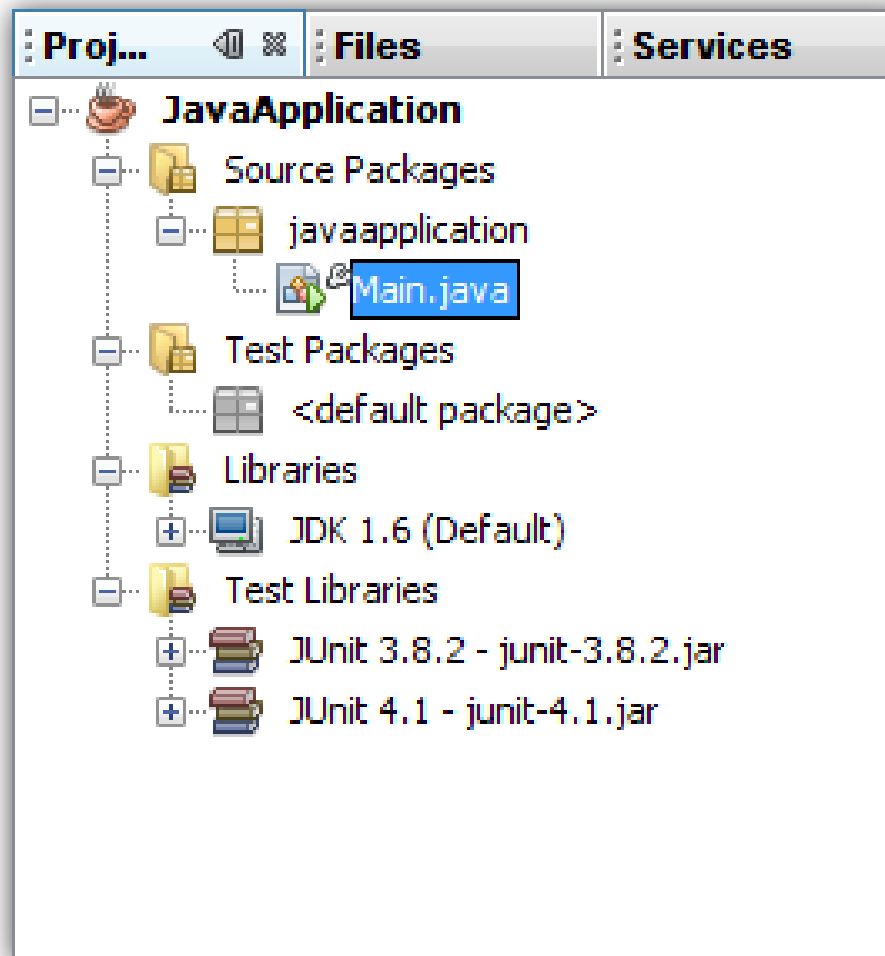 Proj... Files Services
JavaApplication
Source Packages
javaapplication
Main.java
Test Packages
<default package>
Libraries
JDK 1.6 (Default)
Test Libraries
JUnit 3.8.2 - junit-3.8.2.jar
JUnit 4.1 - junit-4.1.jar